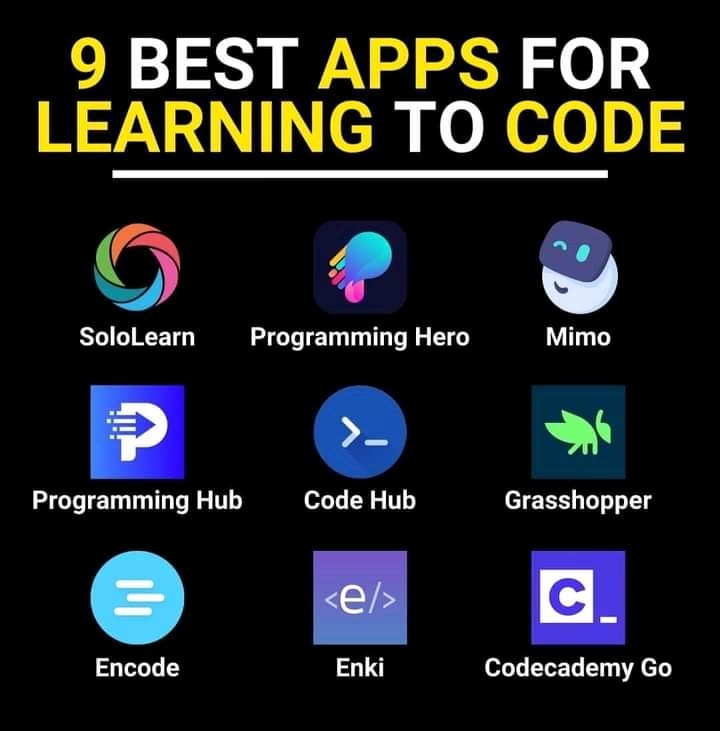 9 BEST APPS FOR
LEARNING TO CODE
SoloLearn
Programming Hero
Mimo
Programming Hub
Code Hub
Grasshopper
<e/>
C_
Encode
Enki
Codecademy Go